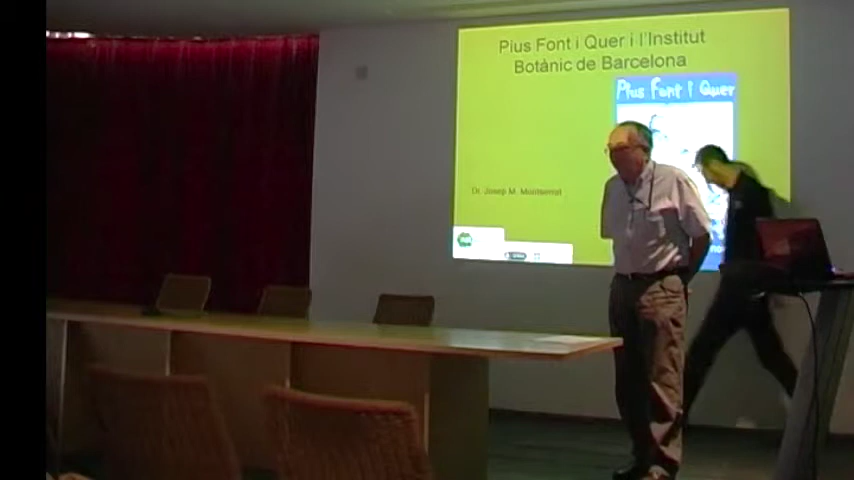 Pius Font i Quer i l'Institut
Botànic de Barcelona
Pius Font i Quer
Dr. Josep M. Montserrat